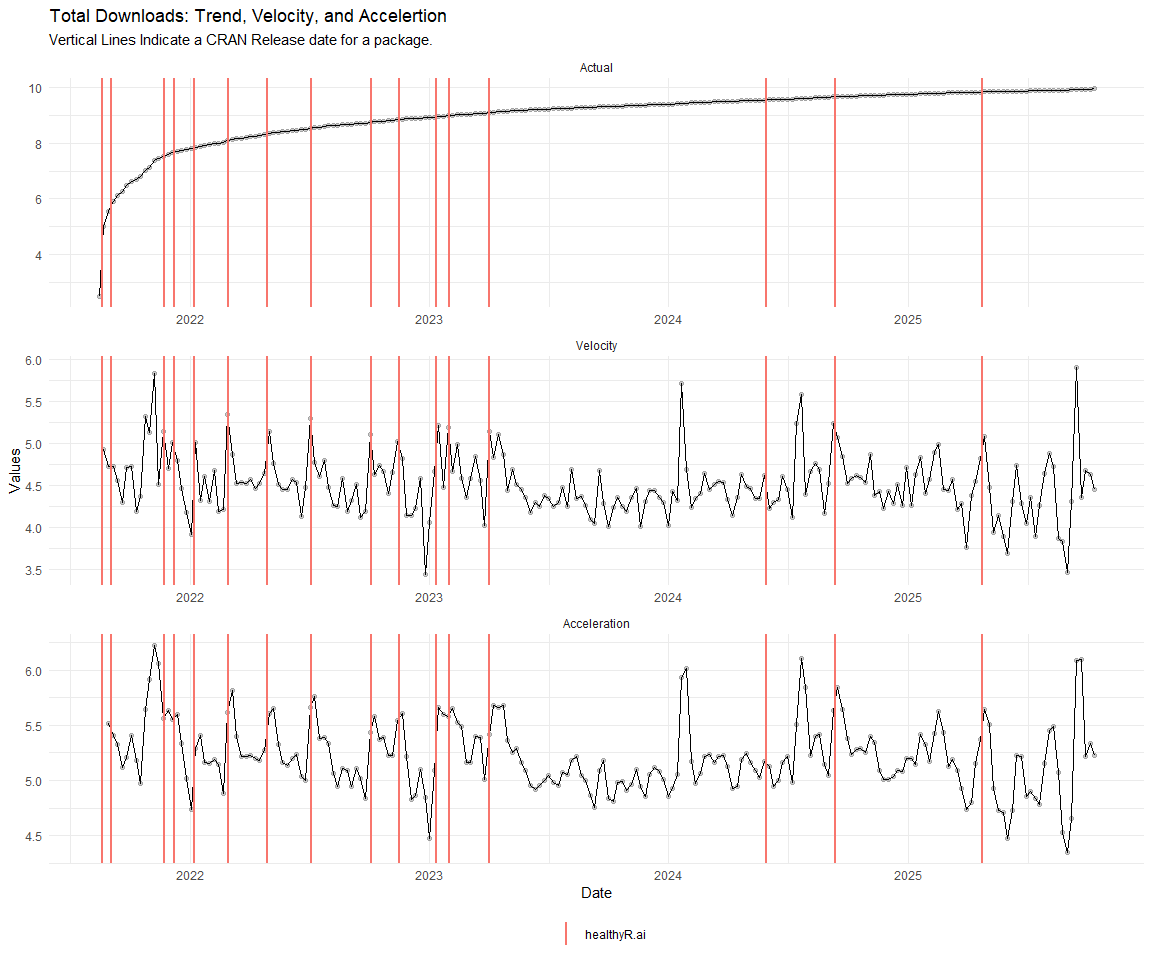 Total Downloads: Trend, Velocity, and Accelertion
Vertical Lines Indicate a CRAN Release date for a package.
Actual
10
8
6
4
2022 2023 2024 2025
Velocity
6.0
5.5
5.0
4.5
4.0
3.5
Values
2022 2023 2024 2025
Acceleration
6.0
5.5
5.0
4.5
2022 2023 2024 2025
Date
healthyR.ai